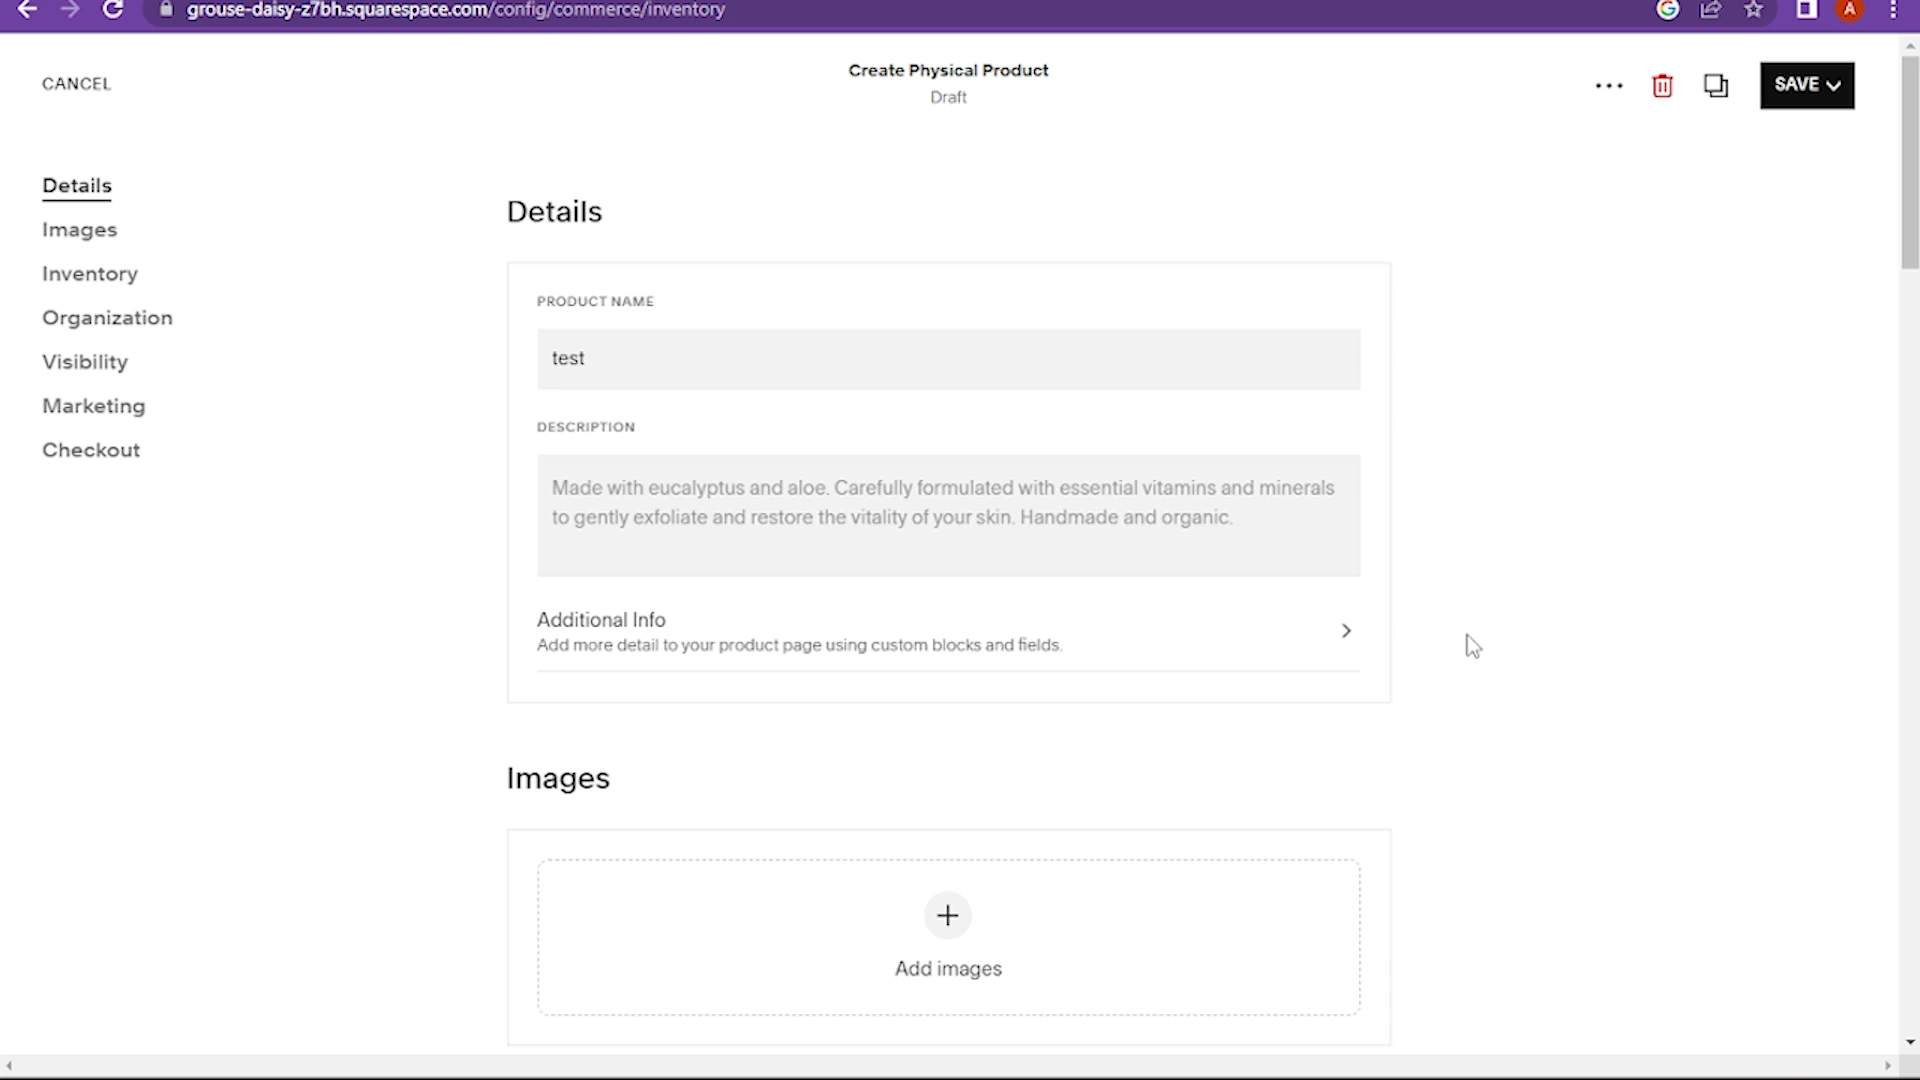 grouse-daisy-z7bh.squarespace.com/config/commerce/inventory
A
CANCEL
Create Physical Product
Draft
SAVE
Details
Images
Inventory
Organization
Visibility
Marketing
Checkout
Details
PRODUCT NAME
test
DESCRIPTION
Made with eucalyptus and aloe. Carefully formulated with essential vitamins and minerals
to gently exfoliate and restore the vitality of your skin. Handmade and organic.
Additional Info
Add more detail to your product page using custom blocks and fields.
Images
Add images